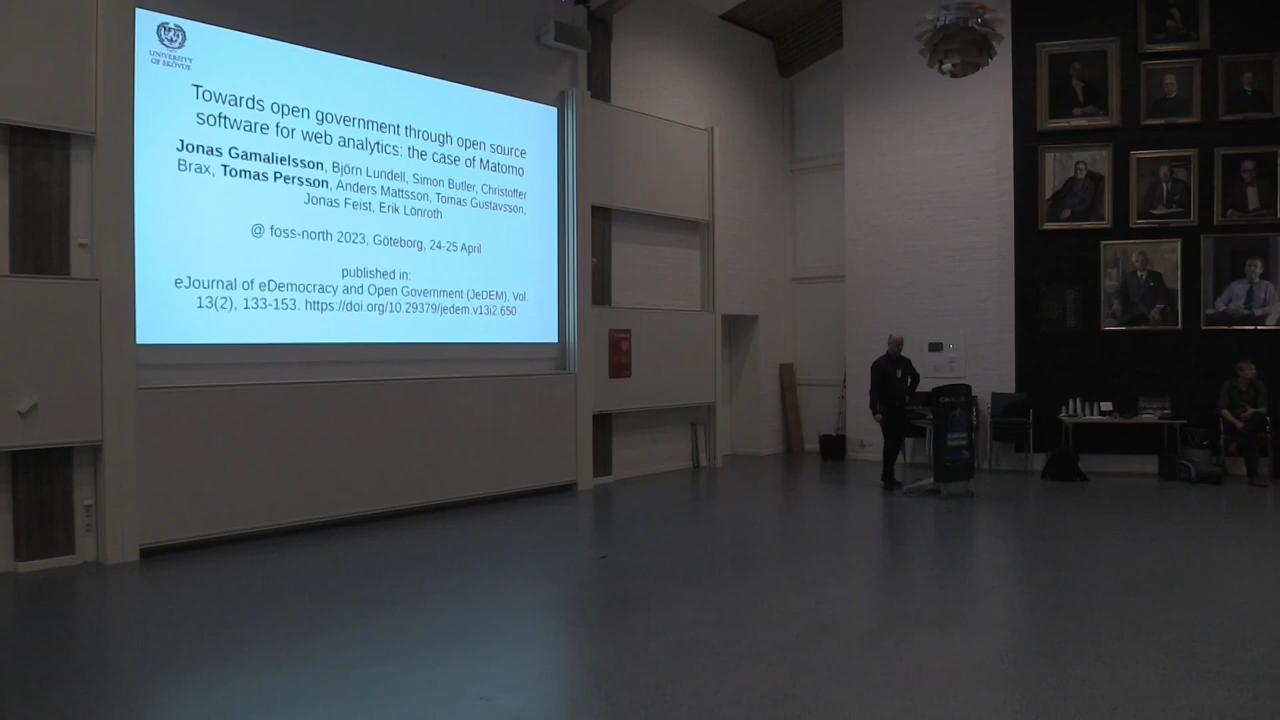 UNIVERSITY
OF SKÖVDE
Towards open government through open source
software for web analytics: the case of Matomo
Jonas Gamalielsson, Björn Lundell, Simon Butler, Christoffer
Brax, Tomas Persson, Anders Mattsson, Tomas Gustavsson,
Jonas Feist, Erik Lönroth
@ foss-north 2023, Göteborg, 24-25 April
published in:
eJournal of eDemocracy and Open Government (JeDEM), Vol.
13(2), 133-153. https://doi.org/10.29379/jedem.v13i2.650